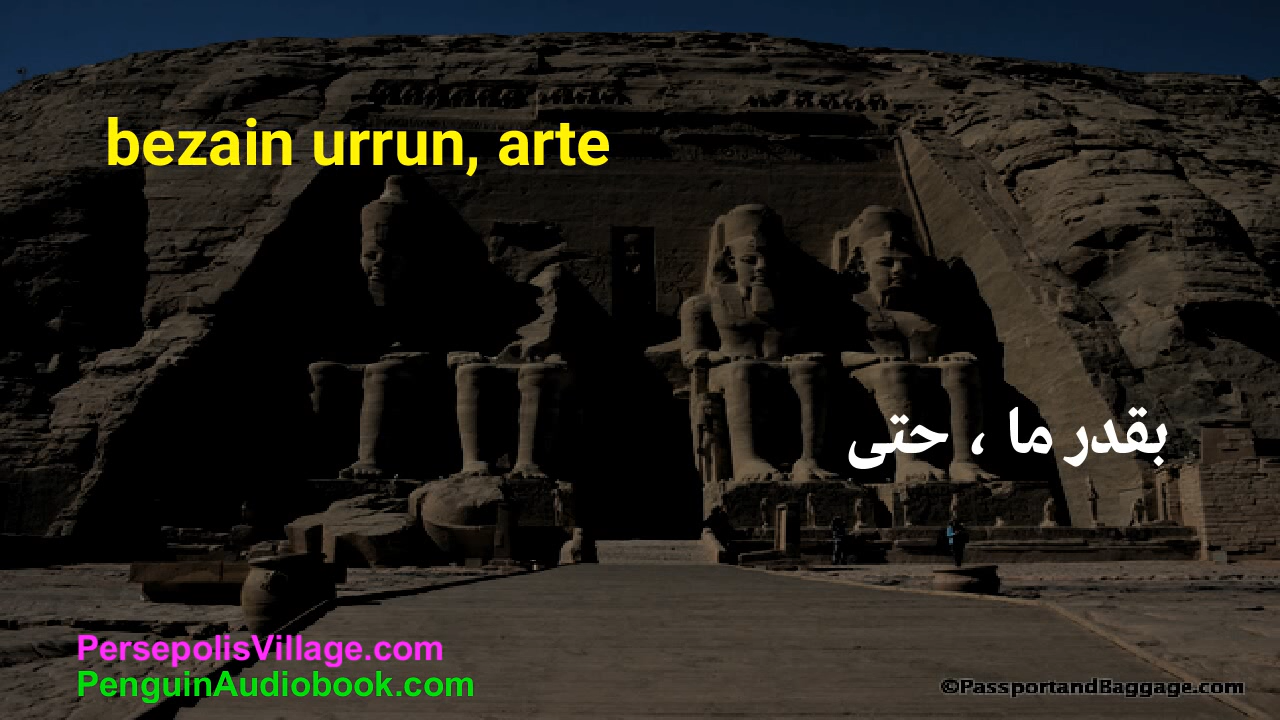 bezain urrun, arte
بقدر ما ، حتى
PersepolisVillage.com
PenguinAudiobook.com
©PassportandBaggage.com